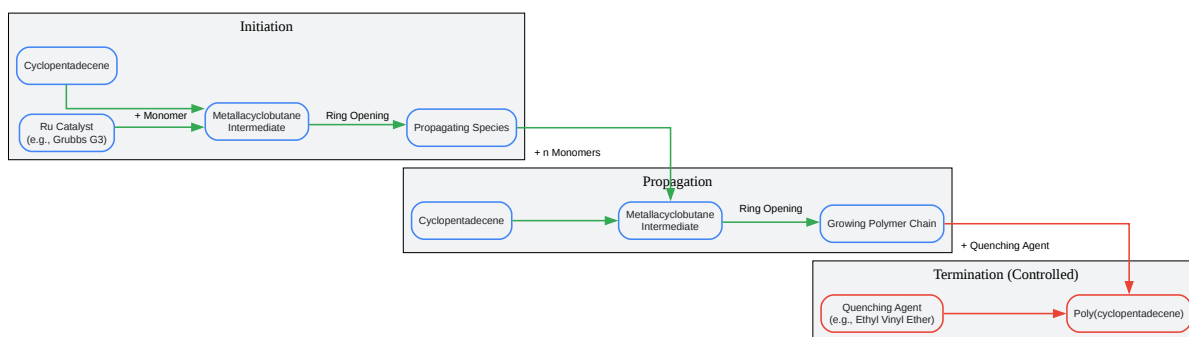 Initiation
Cyclopentadecene
Ru Catalyst
(e.g., Grubbs G3)
+ Monomer
Metallacyclobutane
Intermediate
Ring Opening
Propagating Species
+ n Monomers
Propagation
Cyclopentadecene
Metallacyclobutane
Intermediate
Ring Opening
Growing Polymer Chain
+ Quenching Agent
Termination (Controlled)
Quenching Agent
(e.g., Ethyl Vinyl Ether)
Poly(cyclopentadecene)